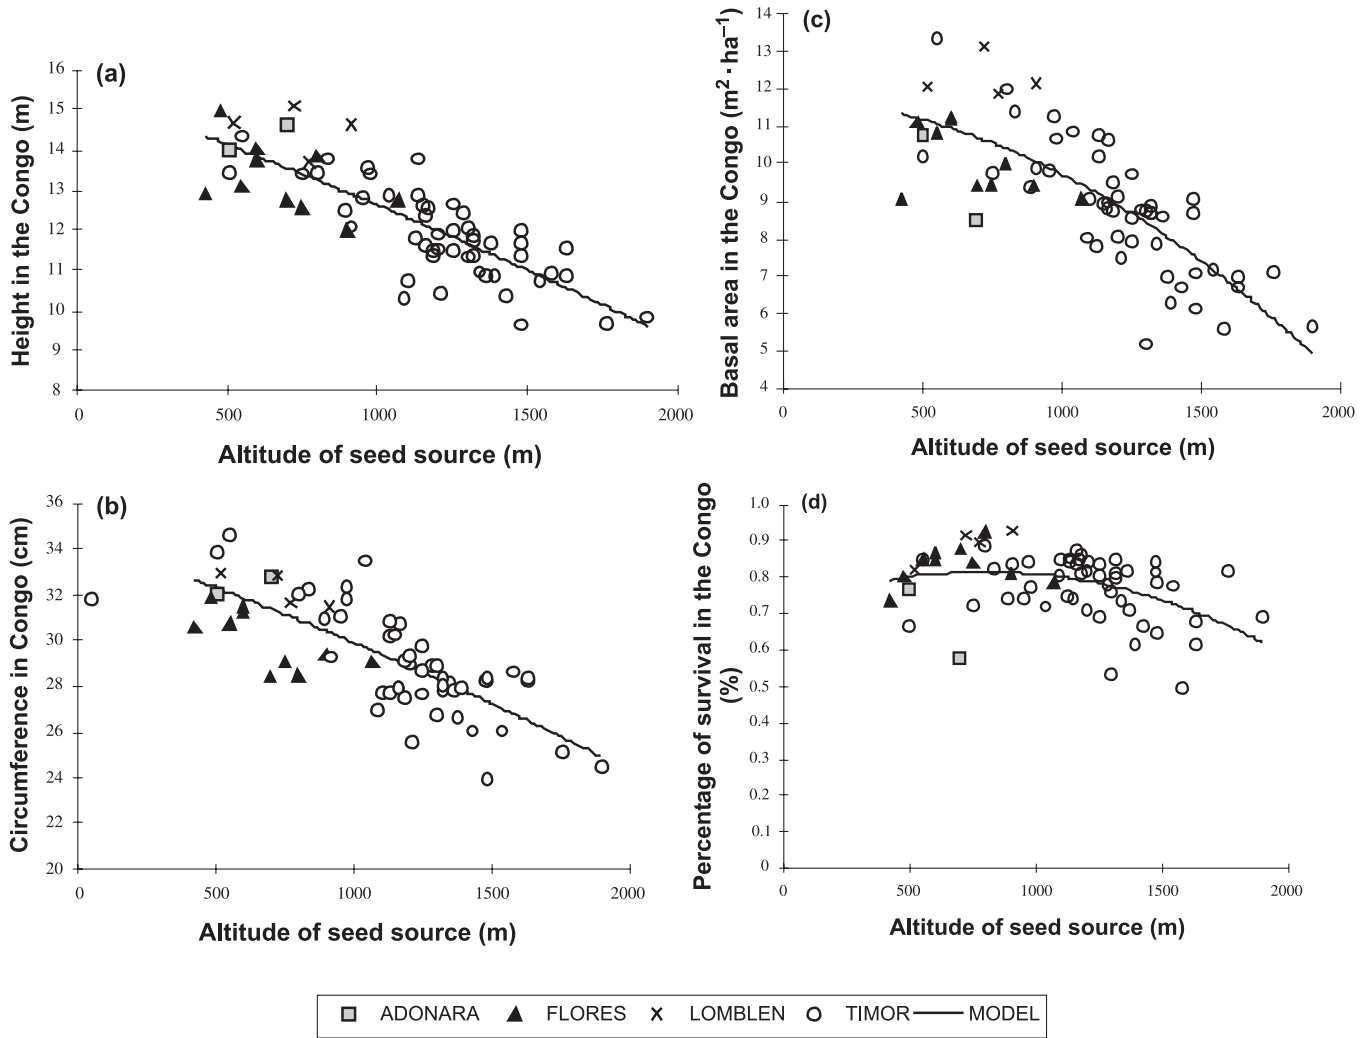 (a)
Height in the Congo (m)
16
15
14
13
12
11
10
9
8
0 500 1000 1500 2000
Altitude of seed source (m)
(c)
Basal area in the Congo (m² · ha⁻¹)
14
13
12
11
10
9
8
7
6
5
4
0 500 1000 1500 2000
Altitude of seed source (m)
(b)
Circumference in Congo (cm)
36
34
32
30
28
26
24
22
20
0 500 1000 1500 2000
Altitude of seed source (m)
(d)
Percentage of survival in the Congo
(%)
1.0
0.9
0.8
0.7
0.6
0.5
0.4
0.3
0.2
0.1
0
0 500 1000 1500 2000
Altitude of seed source (m)
ADONARA FLORES LOMBLEN TIMOR MODEL